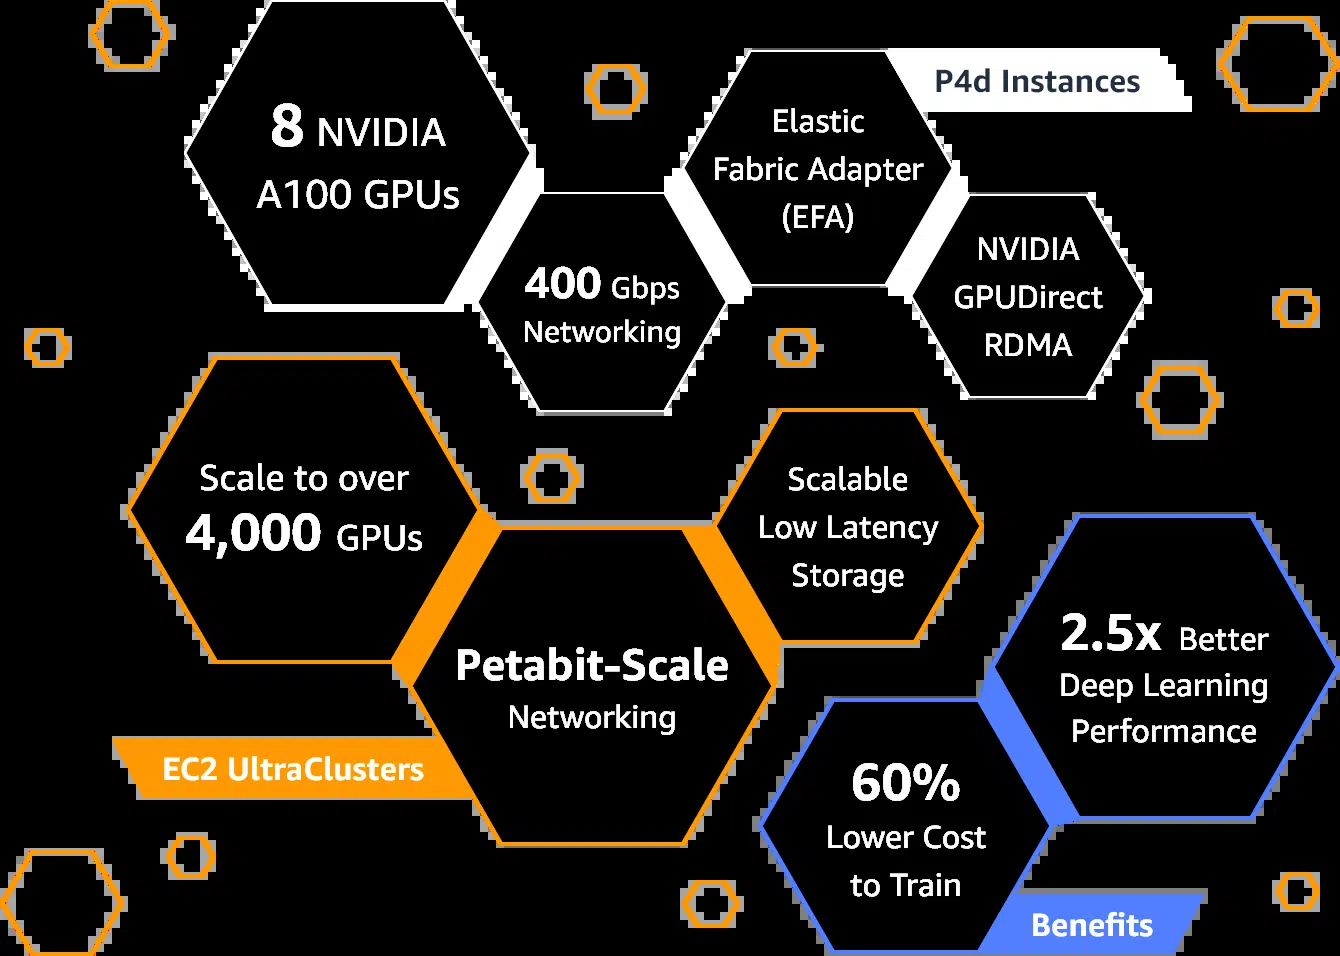 P4d Instances
8 NVIDIA
A100 GPUs
400 Gbps
Networking
Elastic
Fabric Adapter
(EFA)
NVIDIA
GPUDirect
RDMA
Scale to over
4,000 GPUs
Petabit-Scale
Networking
Scalable
Low Latency
Storage
EC2 UltraClusters
2.5x Better
Deep Learning
Performance
60%
Lower Cost
to Train
Benefits